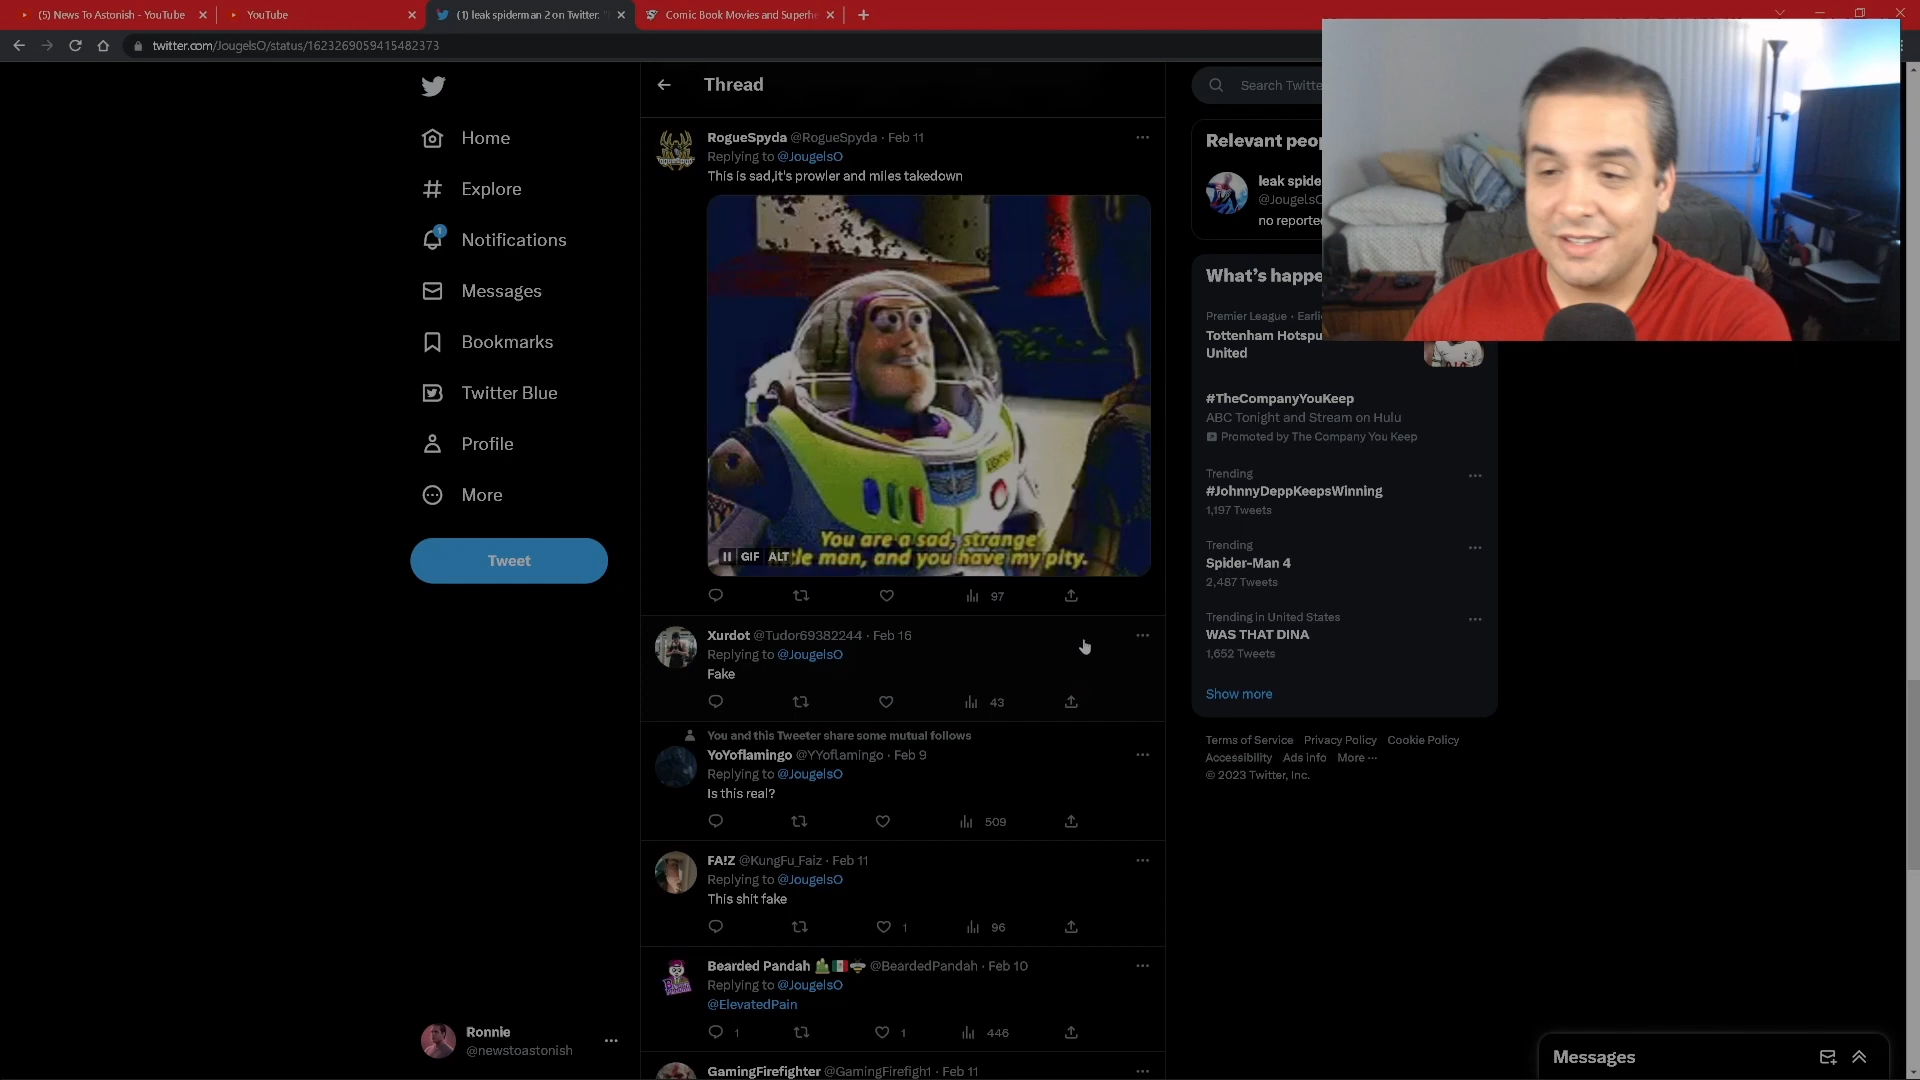 (5) News To Astonish - YouTube
YouTube
(1) leak spiderman 2 on Twitter: "
Comic Book Movies and Superhe
twitter.com/JougelsO/status/1623269059415482373
Home
Explore
1
Notifications
Messages
Bookmarks
Twitter Blue
Profile
More
Tweet
Ronnie
@newstoastonish
Thread
RogueSpyda @RogueSpyda · Feb 11
Replying to @JougelsO
This is sad,it's prowler and miles takedown
You are a sad, strange
GIF ALT
le man, and you have my pity.
97
Xurdot @Tudor69382244 · Feb 16
Replying to @JougelsO
Fake
43
You and this Tweeter share some mutual follows
YoYoflamingo @YYoflamingo · Feb 9
Replying to @JougelsO
Is this real?
509
FA!Z @KungFu_Faiz · Feb 11
Replying to @JougelsO
This shit fake
1 96
Bearded Pandah @BeardedPandah · Feb 10
Replying to @JougelsO
@ElevatedPain
1 1 446
GamingFirefighter @GamingFirefigh1 · Feb 11
Search Twitte
Relevant peo
leak spide
@JougelsO
no reporte
What's happe
Premier League · Earli
Tottenham Hotspu
United
#TheCompanyYouKeep
ABC Tonight and Stream on Hulu
Promoted by The Company You Keep
Trending
#JohnnyDeppKeepsWinning
1,197 Tweets
Trending
Spider-Man 4
2,487 Tweets
Trending in United States
WAS THAT DINA
1,652 Tweets
Show more
Terms of Service Privacy Policy Cookie Policy
Accessibility Ads info More ···
© 2023 Twitter, Inc.
Messages